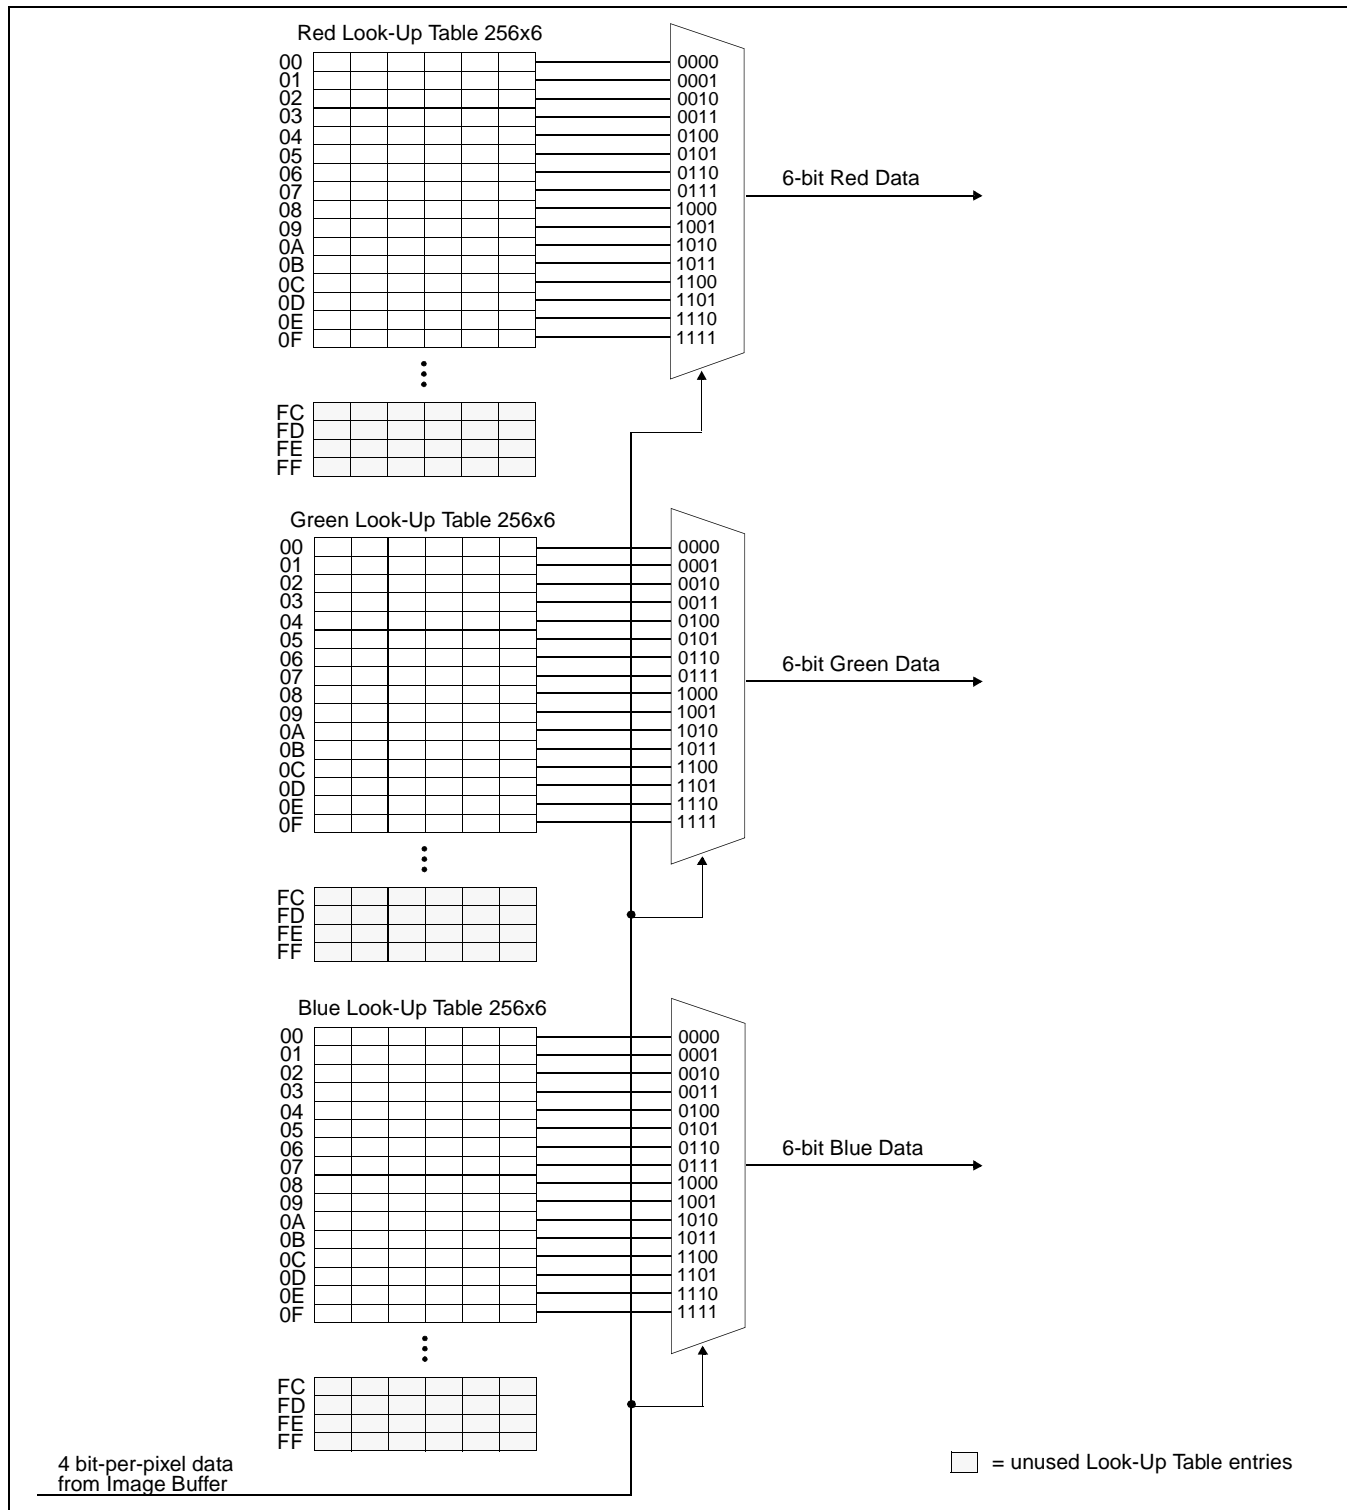 Red Look-Up Table 256x6
00
01
02
03
04
05
06
07
08
09
0A
0B
0C
0D
0E
0F
FC
FD
FE
FF
0000
0001
0010
0011
0100
0101
0110
0111
1000
1001
1010
1011
1100
1101
1110
1111
6-bit Red Data
Green Look-Up Table 256x6
00
01
02
03
04
05
06
07
08
09
0A
0B
0C
0D
0E
0F
FC
FD
FE
FF
0000
0001
0010
0011
0100
0101
0110
0111
1000
1001
1010
1011
1100
1101
1110
1111
6-bit Green Data
Blue Look-Up Table 256x6
00
01
02
03
04
05
06
07
08
09
0A
0B
0C
0D
0E
0F
FC
FD
FE
FF
0000
0001
0010
0011
0100
0101
0110
0111
1000
1001
1010
1011
1100
1101
1110
1111
6-bit Blue Data
4 bit-per-pixel data
from Image Buffer
= unused Look-Up Table entries